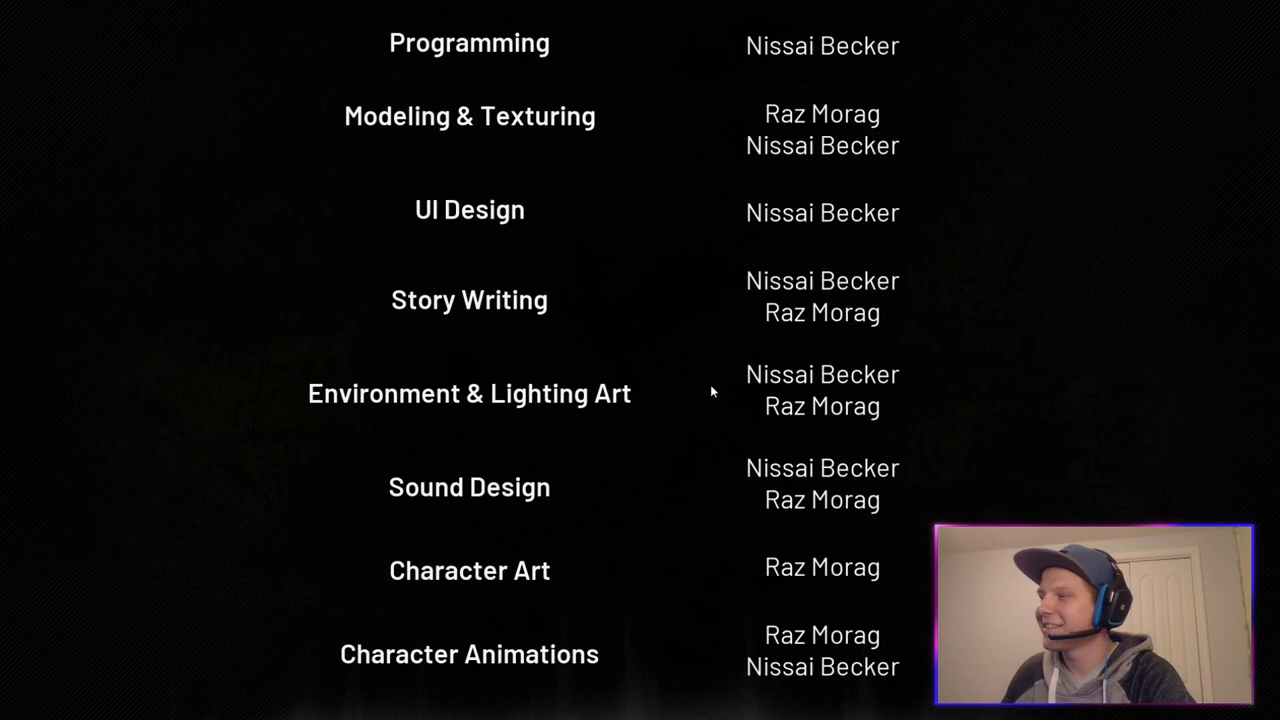 Programming
Nissai Becker
Modeling & Texturing
Raz Morag
Nissai Becker
UI Design
Nissai Becker
Story Writing
Nissai Becker
Raz Morag
Environment & Lighting Art
Nissai Becker
Raz Morag
Sound Design
Nissai Becker
Raz Morag
Character Art
Raz Morag
Character Animations
Raz Morag
Nissai Becker